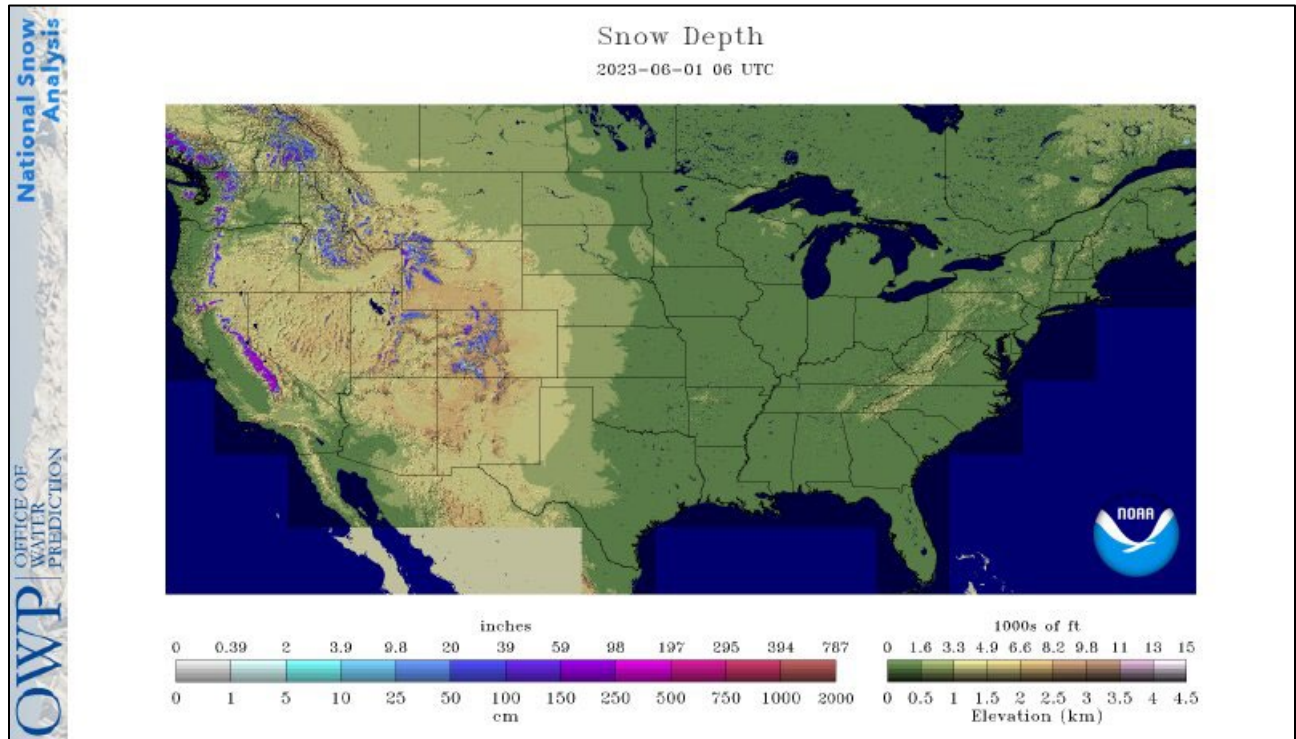 National Snow
Analysis
OWP
OFFICE OF
WATER
PREDICTION
Snow Depth
2023-06-01 06 UTC
NOAA
inches
0 0.39 2 3.9 9.8 20 39 59 98 197 295 394 787
0 1 5 10 25 50 100 150 250 500 750 1000 2000
cm
1000s of ft
0 1.6 3.3 4.9 6.6 8.2 9.8 11 13 15
0 0.5 1 1.5 2 2.5 3 3.5 4 4.5
Elevation (km)